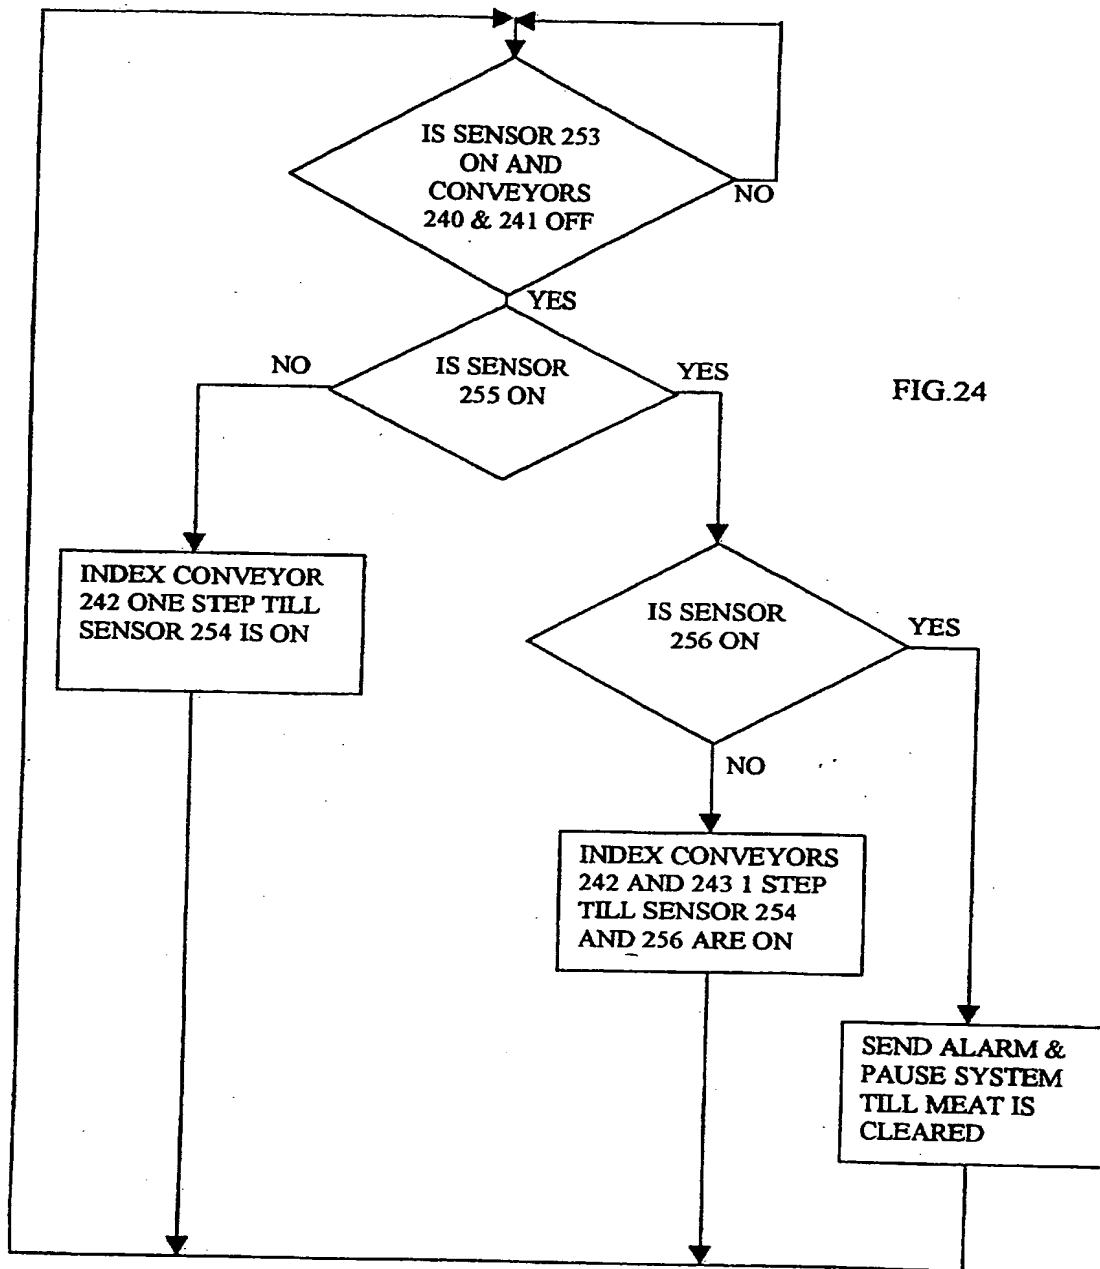 IS SENSOR 253
ON AND
CONVEYORS
240 & 241 OFF
NO
YES
NO
IS SENSOR
255 ON
YES
FIG.24
INDEX CONVEYOR
242 ONE STEP TILL
SENSOR 254 IS ON
IS SENSOR
256 ON
YES
NO
INDEX CONVEYORS
242 AND 243 1 STEP
TILL SENSOR 254
AND 256 ARE ON
SEND ALARM &
PAUSE SYSTEM
TILL MEAT IS
CLEARED